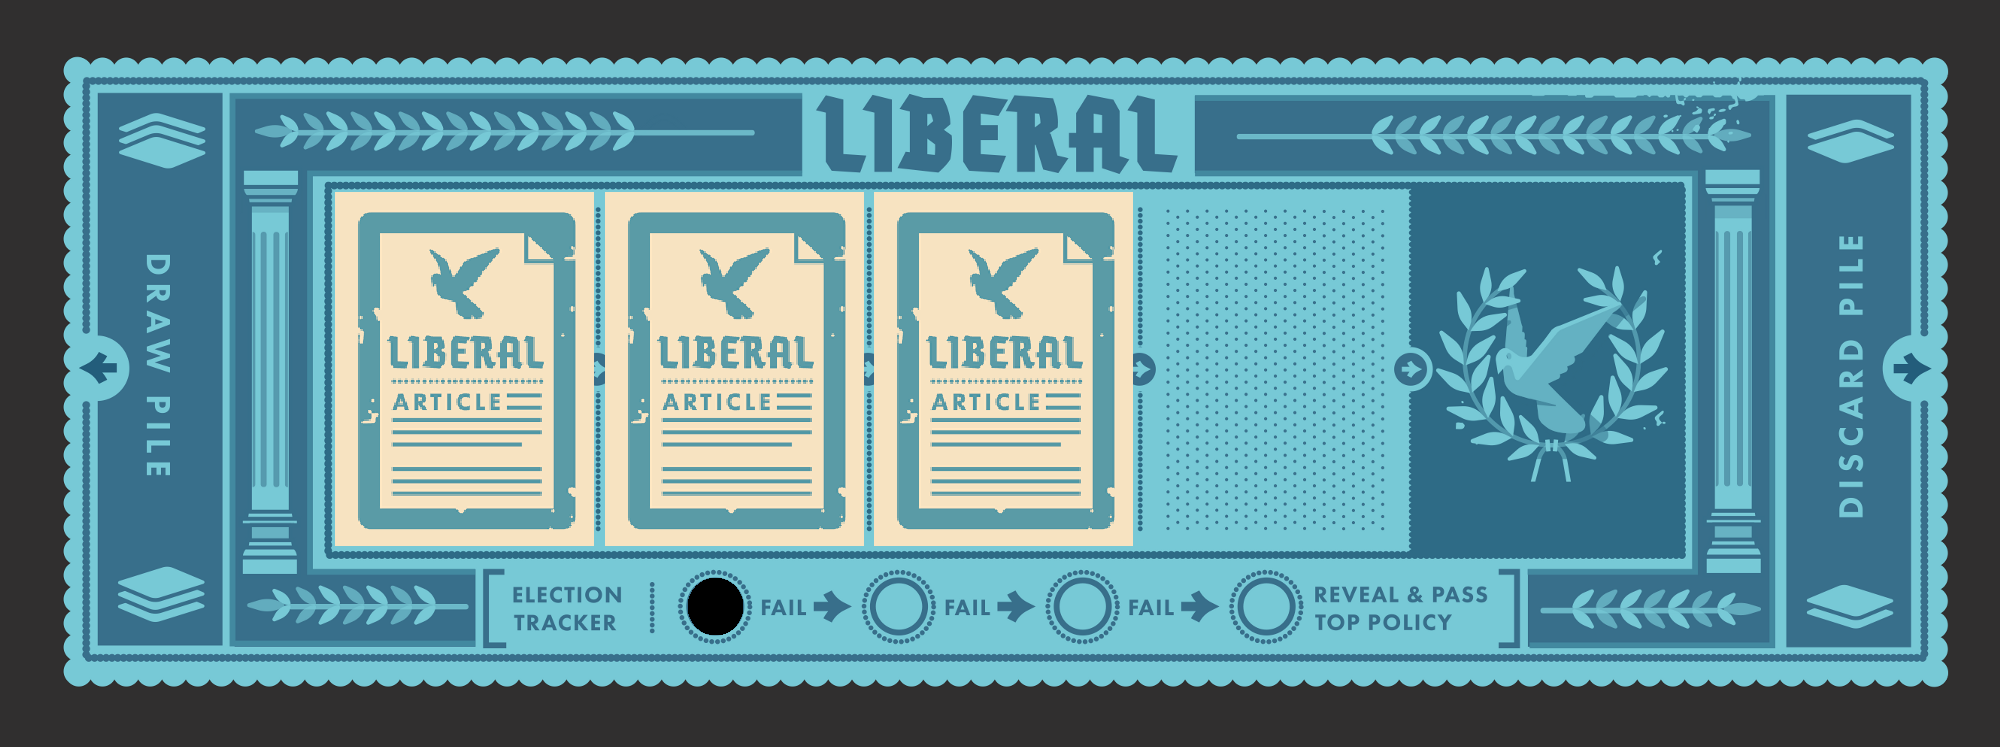 LIBERAL
DRAW PILE
LIBERAL
ARTICLE
LIBERAL
ARTICLE
LIBERAL
ARTICLE
DISCARD PILE
ELECTION
TRACKER
FAIL
FAIL
FAIL
REVEAL & PASS
TOP POLICY